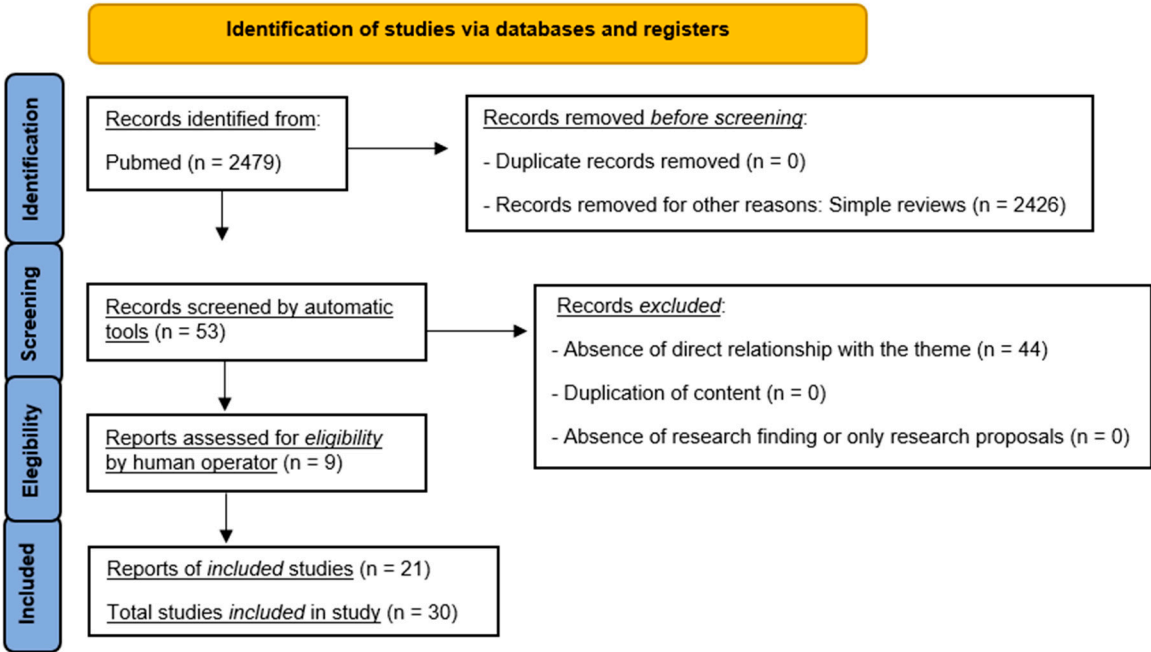 Identification of studies via databases and registers
Identification
Records identified from:
Pubmed (n = 2479)
Records removed before screening:
- Duplicate records removed (n = 0)
- Records removed for other reasons: Simple reviews (n = 2426)
Screening
Records screened by automatic
tools (n = 53)
Records excluded:
- Absence of direct relationship with the theme (n = 44)
- Duplication of content (n = 0)
- Absence of research finding or only research proposals (n = 0)
Elegibility
Reports assessed for eligibility
by human operator (n = 9)
Included
Reports of included studies (n = 21)
Total studies included in study (n = 30)